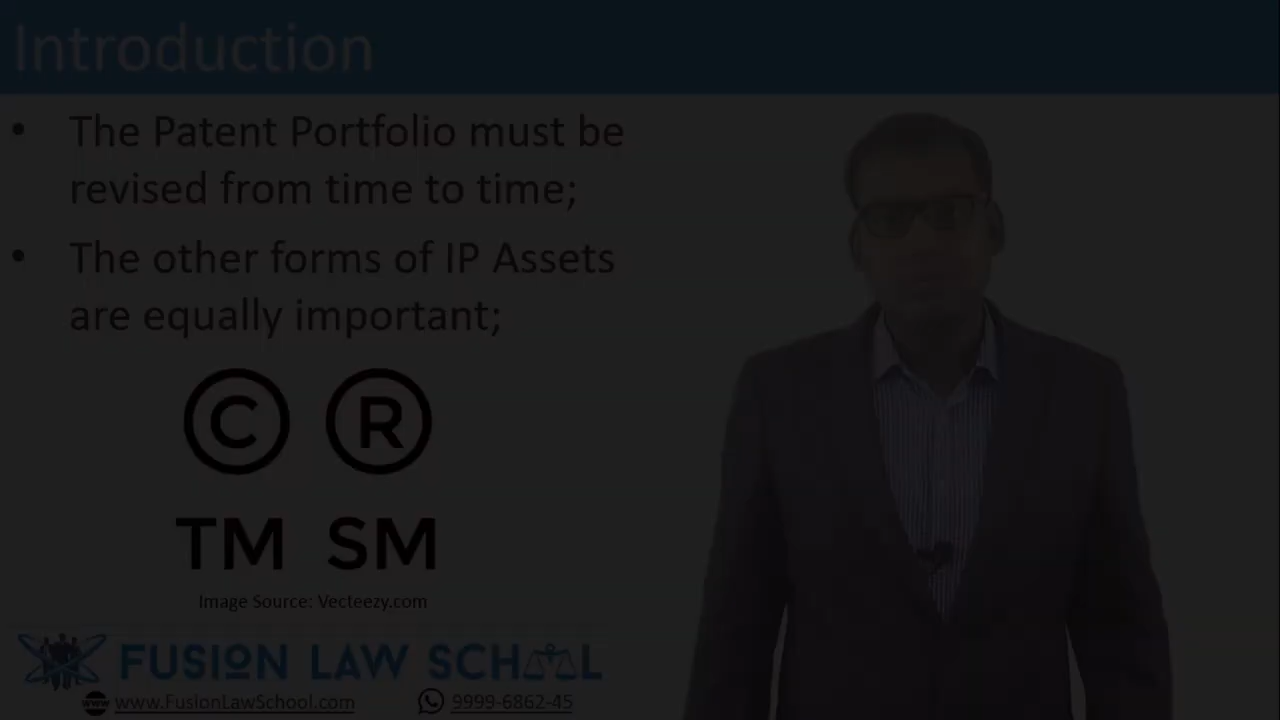 Introduction
• The Patent Portfolio must be
revised from time to time;
• The other forms of IP Assets
are equally important;
© ®
TM SM
Image Source: Vecteezy.com
FUSION LAW SCHOOL
www www.FusionLawSchool.com 9999-6862-45